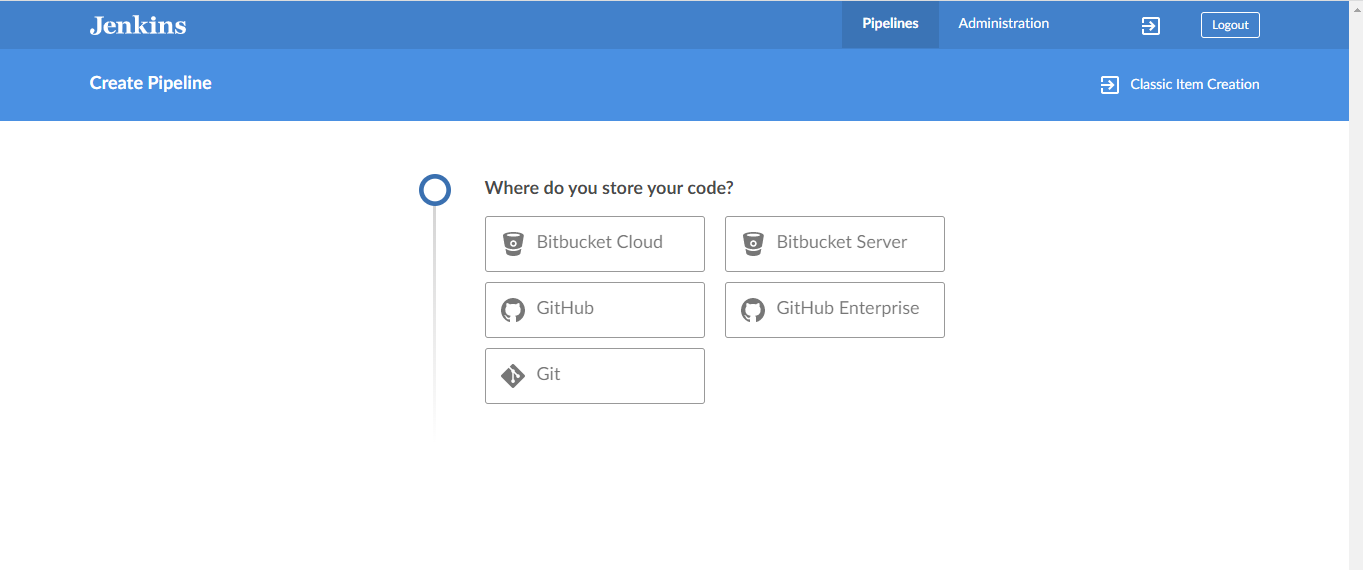 Jenkins
Pipelines
Administration
Logout
Create Pipeline
Classic Item Creation
Where do you store your code?
Bitbucket Cloud
Bitbucket Server
GitHub
GitHub Enterprise
Git